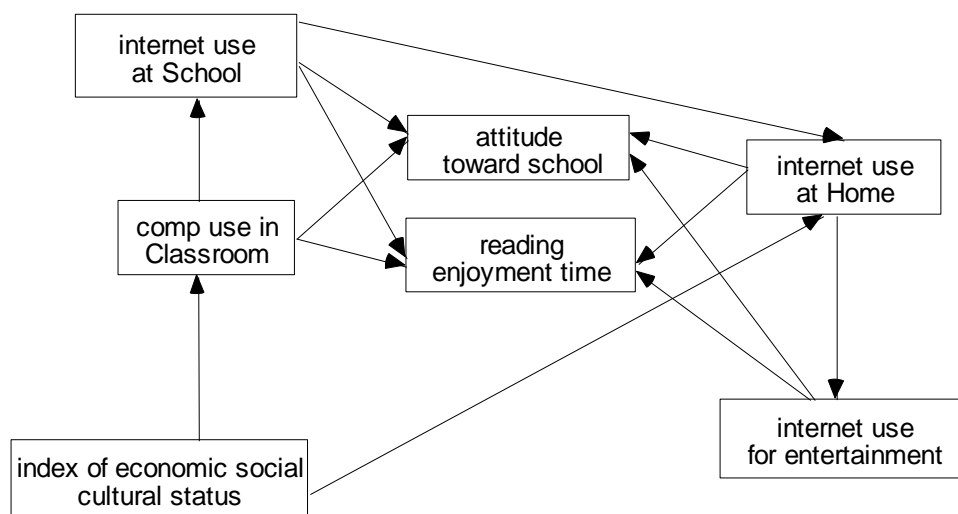 internet use
at School
attitude
toward school
internet use
at Home
comp use in
Classroom
reading
enjoyment time
internet use
for entertainment
index of economic social
cultural status